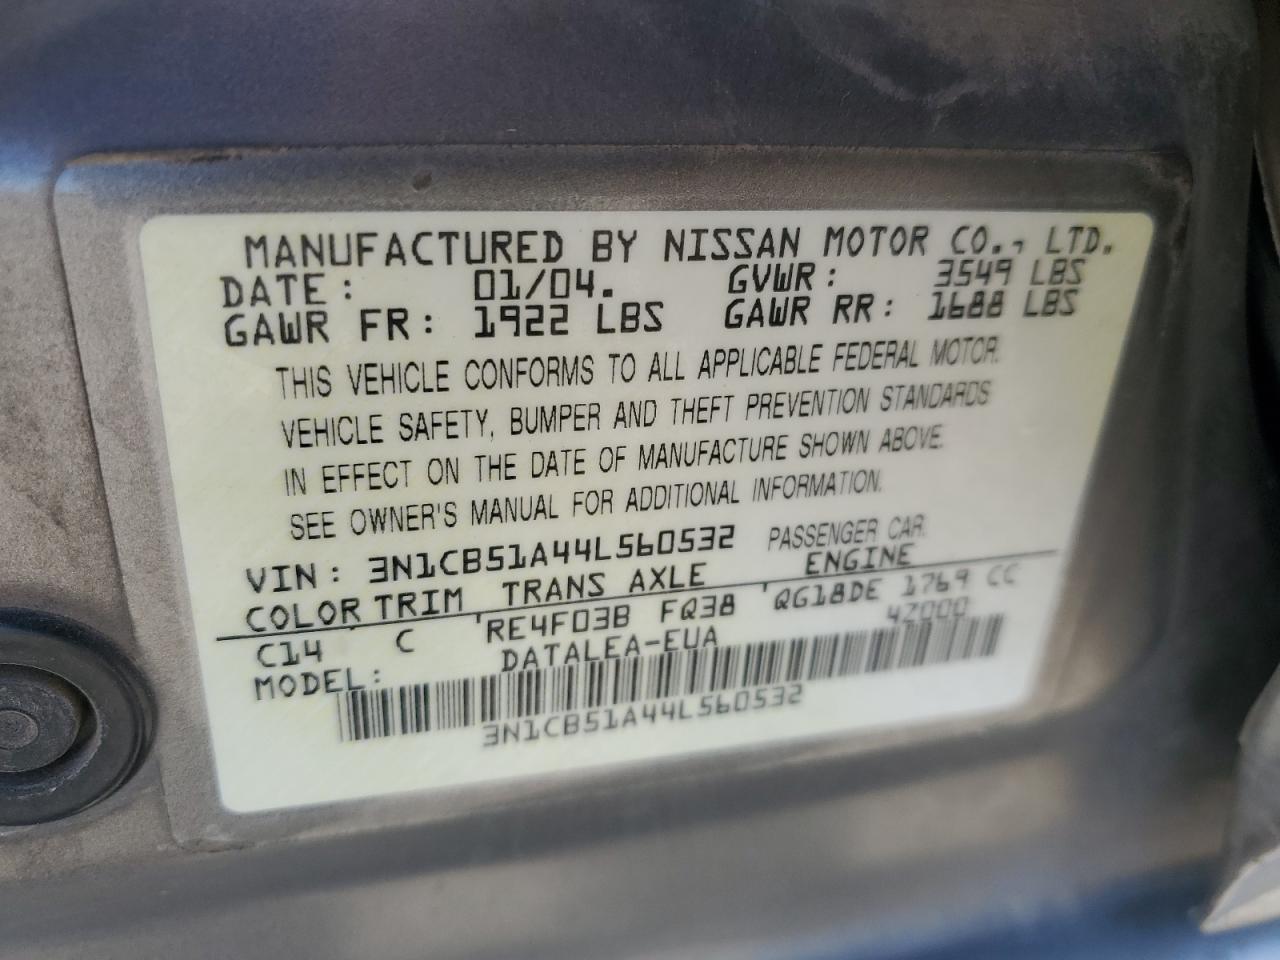 MANUFACTURED BY NISSAN MOTOR CO., LTD.
DATE: 01/04. GVWR: 3549 LBS
GAWR FR: 1922 LBS GAWR RR: 1688 LBS
THIS VEHICLE CONFORMS TO ALL APPLICABLE FEDERAL MOTOR
VEHICLE SAFETY, BUMPER AND THEFT PREVENTION STANDARDS
IN EFFECT ON THE DATE OF MANUFACTURE SHOWN ABOVE.
SEE OWNER'S MANUAL FOR ADDITIONAL INFORMATION.
VIN: 3N1CB51A44L560532 PASSENGER CAR.
COLOR TRIM TRANS AXLE ENGINE
C14 C RE4F03B FQ38 QG18DE 1769 CC
MODEL: DATALEA-EUA 4Z000
3N1CB51A44L560532